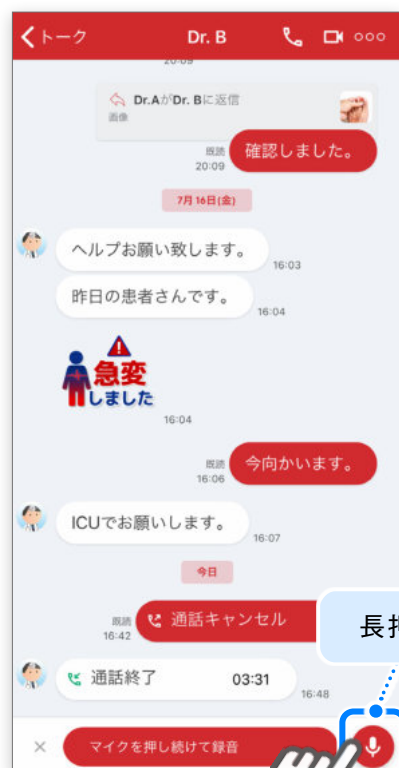 トーク
Dr. B
20:09
Dr.AがDr. Bに返信
画像
既読
20:09
確認しました。
7月16日(金)
ヘルプお願い致します。
16:03
昨日の患者さんです。
16:04
急変
しました
16:04
既読
16:06
今向かいます。
ICUでお願いします。
16:07
今日
既読
16:42
通話キャンセル
長押
通話終了
03:31
16:48
マイクを押し続けて録音